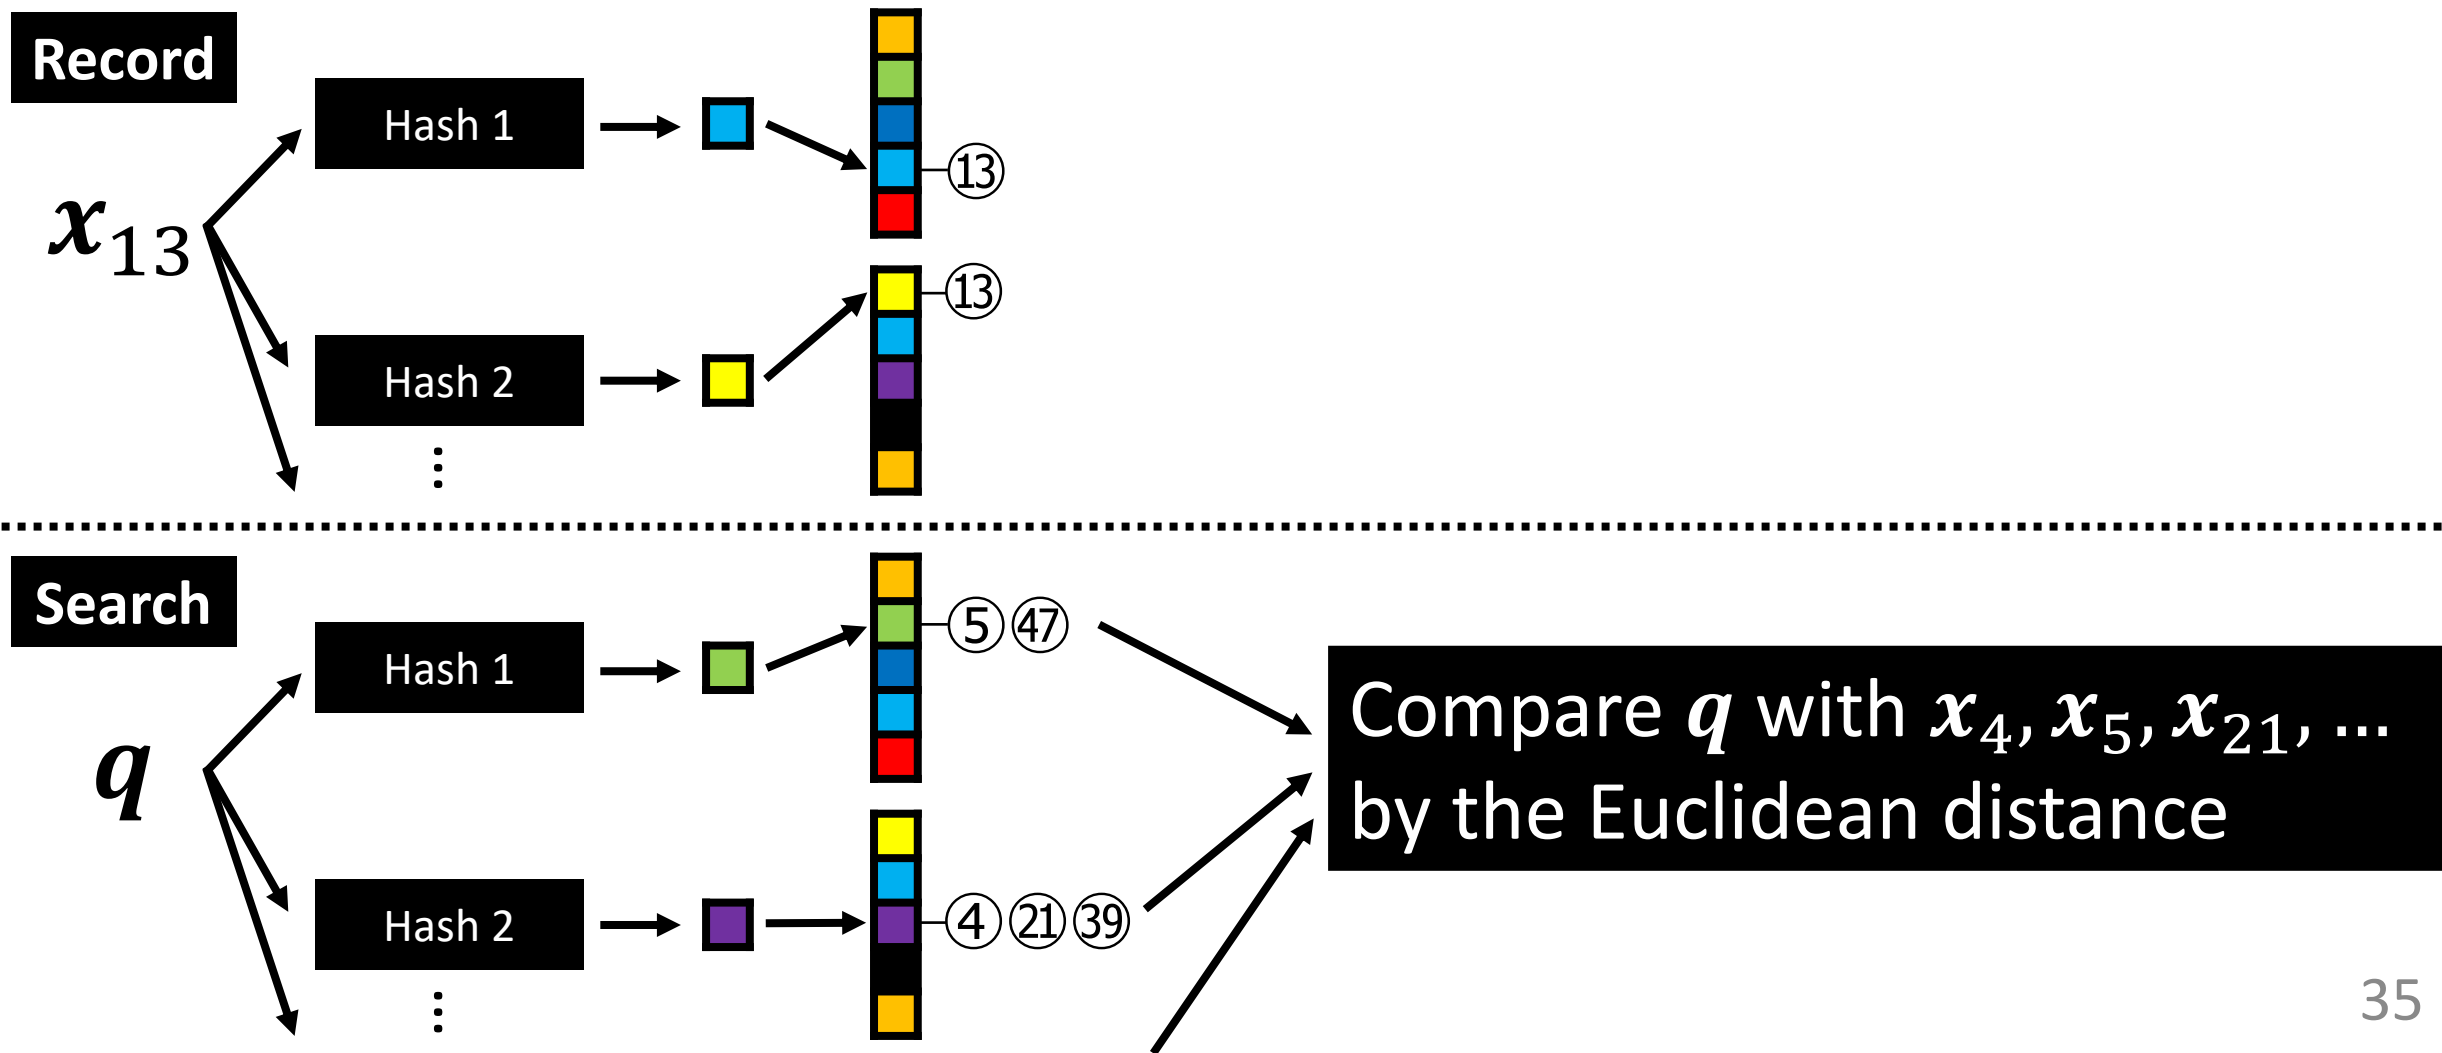 Record
Hash 1
13
x13
13
Hash 2
⋮
Search
Hash 1
5 47
Compare q with x4, x5, x21, ...
q
by the Euclidean distance
Hash 2
4 21 39
⋮
35